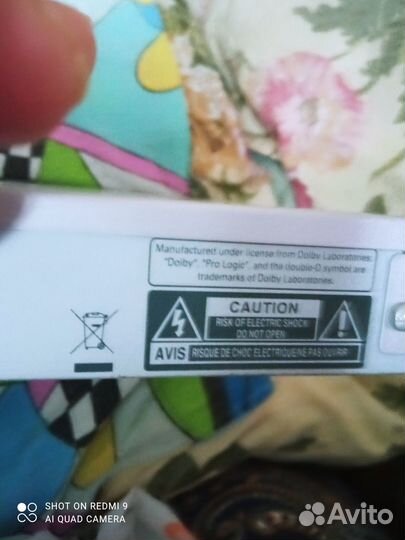 Manufactured under license from Dolby Laboratories.
"Dolby", "Pro Logic", and the double-D symbol are
trademarks of Dolby Laboratories.
CAUTION
RISK OF ELECTRIC SHOCK
DO NOT OPEN
AVIS RISQUE DE CHOC ELECTRIQUE NE PAS OUVRIR
SHOT ON REDMI 9
AI QUAD CAMERA
Avito